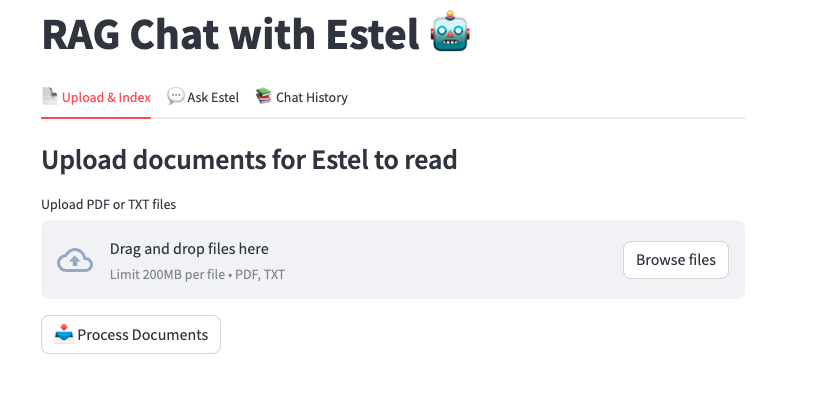 RAG Chat with Estel 🤖
📄 Upload & Index 💬 Ask Estel 📚 Chat History
Upload documents for Estel to read
Upload PDF or TXT files
Drag and drop files here
Limit 200MB per file • PDF, TXT
Browse files
📥 Process Documents